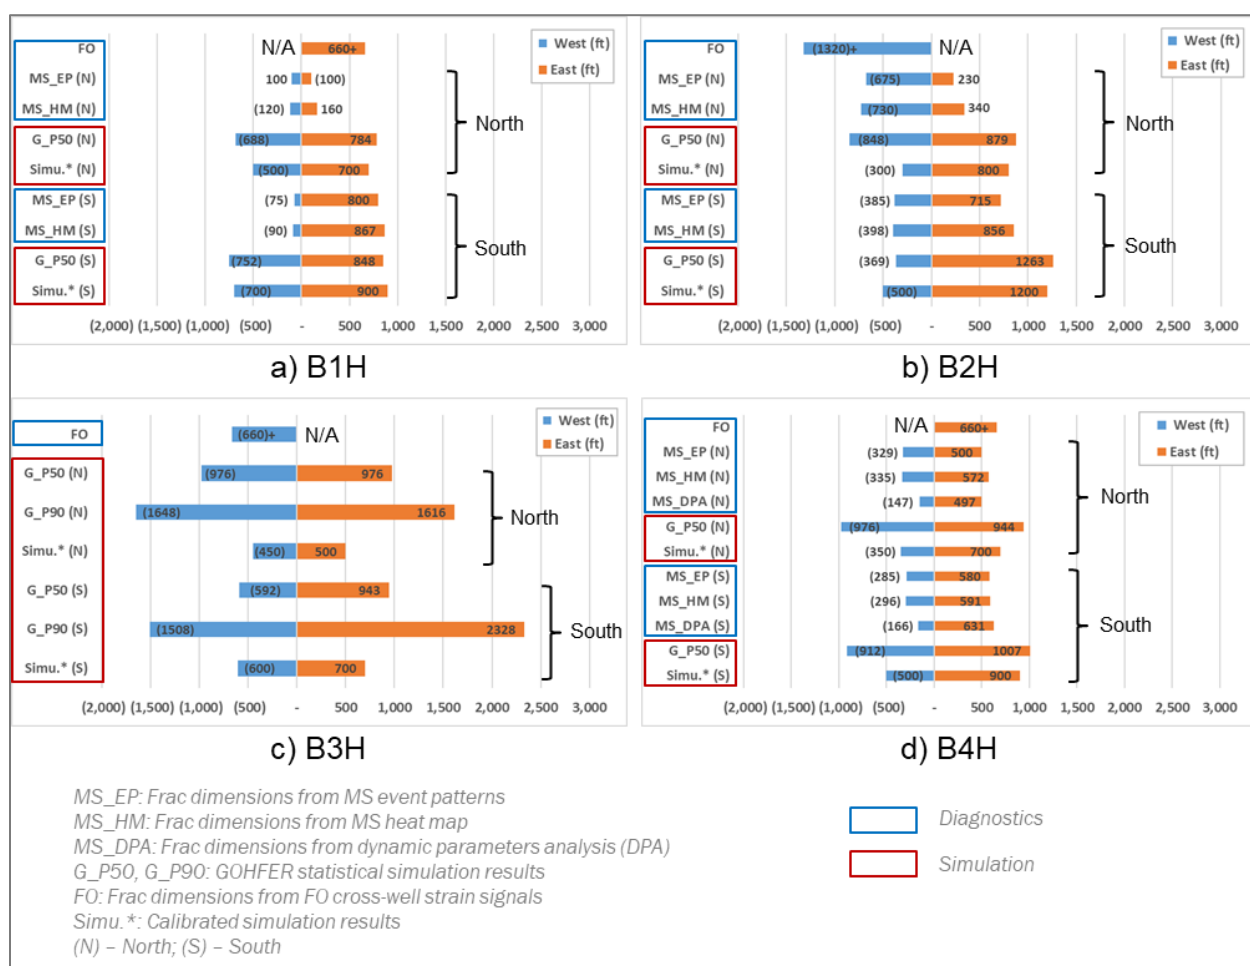 FO N/A 660+
West (ft)
East (ft)
MS_EP (N) 100 (100)
MS_HM (N) (120) 160
G_P50 (N) (688) 784
Simu.* (N) (500) 700
North
MS_EP (S) (75) 800
MS_HM (S) (90) 867
G_P50 (S) (752) 848
Simu.* (S) (700) 900
South
(2,000) (1,500) (1,000) (500) - 500 1,000 1,500 2,000 2,500 3,000
a) B1H
FO (1320)+ N/A
West (ft)
East (ft)
MS_EP (N) (675) 230
MS_HM (N) (730) 340
G_P50 (N) (848) 879
Simu.* (N) (300) 800
North
MS_EP (S) (385) 715
MS_HM (S) (398) 856
G_P50 (S) (369) 1263
Simu.* (S) (500) 1200
South
(2,000) (1,500) (1,000) (500) - 500 1,000 1,500 2,000 2,500 3,000
b) B2H
FO (660)+ N/A
West (ft)
East (ft)
G_P50 (N) (976) 976
G_P90 (N) (1648) 1616
Simu.* (N) (450) 500
North
G_P50 (S) (592) 943
G_P90 (S) (1508) 2328
Simu.* (S) (600) 700
South
(2,000) (1,500) (1,000) (500) - 500 1,000 1,500 2,000 2,500 3,000
c) B3H
FO N/A 660+
West (ft)
East (ft)
MS_EP (N) (329) 500
MS_HM (N) (335) 572
MS_DPA (N) (147) 497
G_P50 (N) (976) 944
Simu.* (N) (350) 700
North
MS_EP (S) (285) 580
MS_HM (S) (296) 591
MS_DPA (S) (166) 631
G_P50 (S) (912) 1007
Simu.* (S) (500) 900
South
(2,000) (1,500) (1,000) (500) - 500 1,000 1,500 2,000 2,500 3,000
d) B4H
MS_EP: Frac dimensions from MS event patterns
MS_HM: Frac dimensions from MS heat map
MS_DPA: Frac dimensions from dynamic parameters analysis (DPA)
G_P50, G_P90: GOHFER statistical simulation results
FO: Frac dimensions from FO cross-well strain signals
Simu.*: Calibrated simulation results
(N) – North; (S) – South
Diagnostics
Simulation